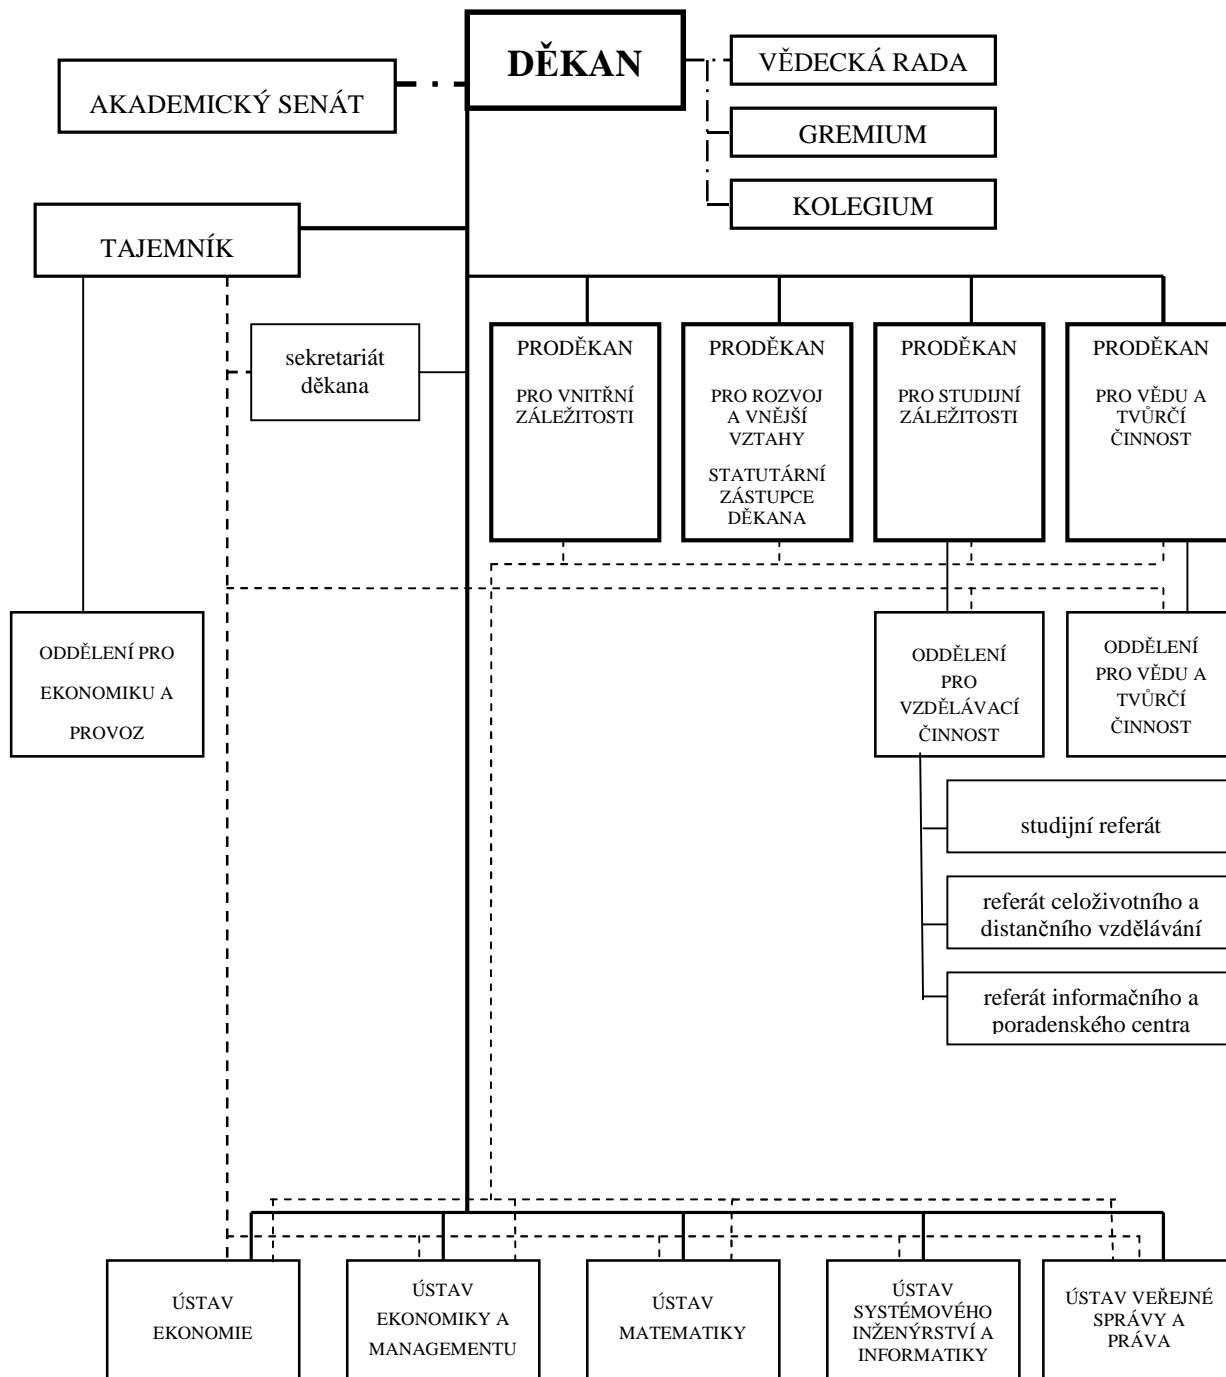 DĚKAN
VĚDECKÁ RADA
AKADEMICKÝ SENÁT
GREMIUM
KOLEGIUM
TAJEMNÍK
sekretariát
děkana
PRODĚKAN
PRO VNITŘNÍ
ZÁLEŽITOSTI
PRODĚKAN
PRO ROZVOJ
A VNĚJŠÍ
VZTAHY
STATUTÁRNÍ
ZÁSTUPCE
DĚKANA
PRODĚKAN
PRO STUDIJNÍ
ZÁLEŽITOSTI
PRODĚKAN
PRO VĚDU A
TVŮRČÍ
ČINNOST
ODDĚLENÍ PRO
EKONOMIKU A
PROVOZ
ODDĚLENÍ
PRO
VZDĚLÁVACÍ
ČINNOST
ODDĚLENÍ
PRO VĚDU A
TVŮRČÍ
ČINNOST
studijní referát
referát celoživotního a
distančního vzdělávání
referát informačního a
poradenského centra
ÚSTAV
EKONOMIE
ÚSTAV
EKONOMIKY A
MANAGEMENTU
ÚSTAV
MATEMATIKY
ÚSTAV
SYSTÉMOVÉHO
INŽENÝRSTVÍ A
INFORMATIKY
ÚSTAV VEŘEJNÉ
SPRÁVY A
PRÁVA